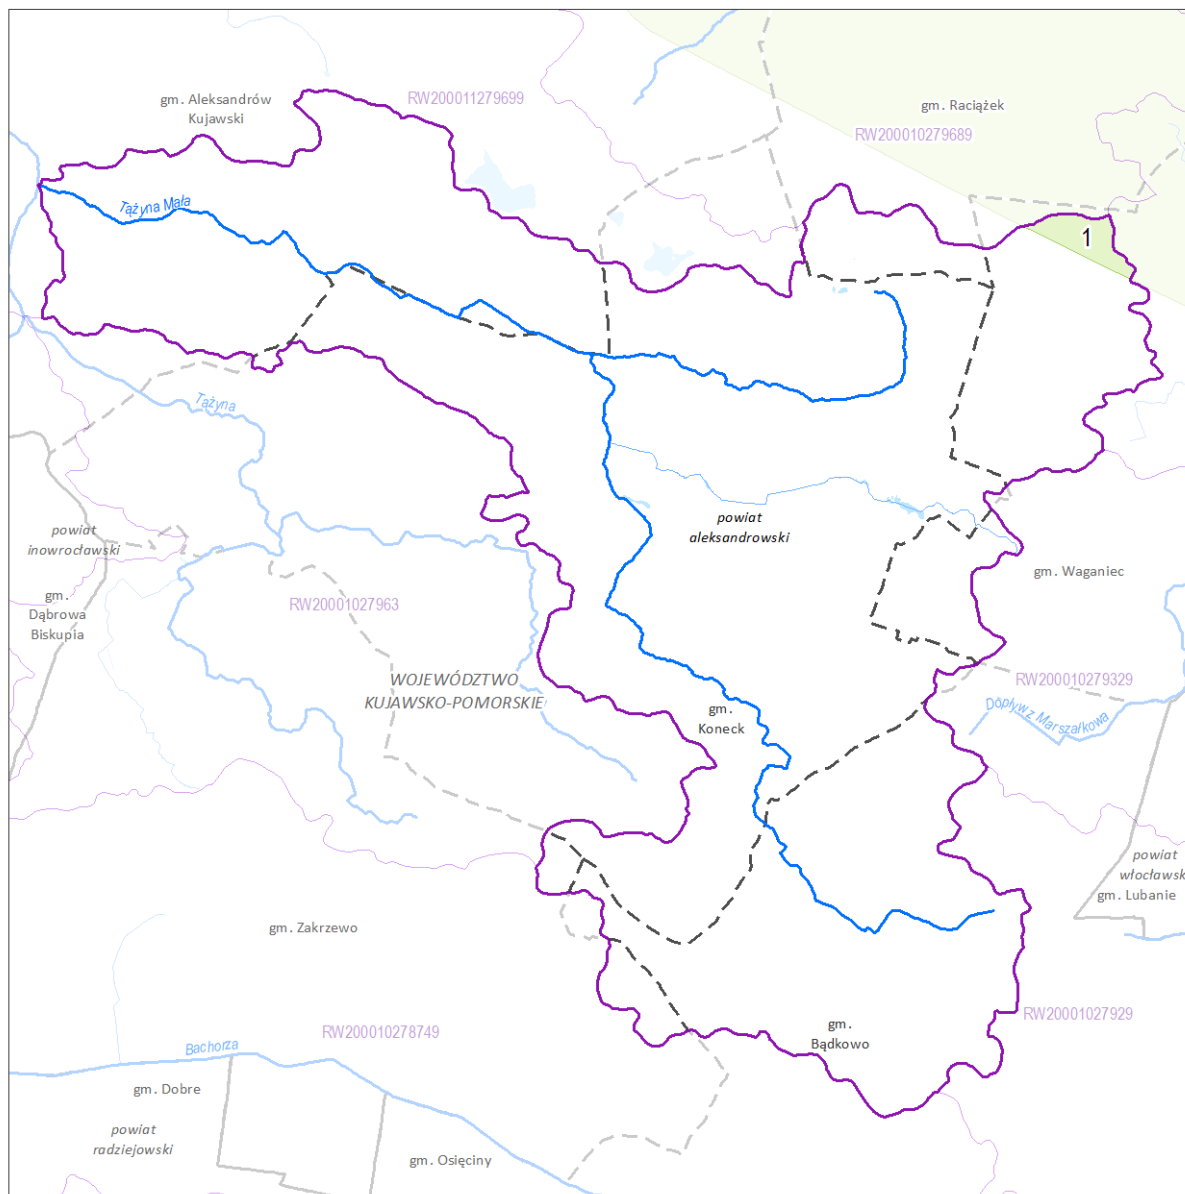 gm. Aleksandrów
Kujawski
RW200011279699
gm. Raciążek
RW200010279689
Tążyna Mała
1
Tążyna
powiat
inowrocławski
powiat
aleksandrowski
gm. Waganiec
gm.
Dąbrowa
Biskupia
RW20001027963
WOJEWÓDZTWO
KUJAWSKO-POMORSKIE
RW200010279329
gm.
Koneck
Dopływ z Marszałkowa
powiat
włocławsk
gm. Lubanie
gm. Zakrzewo
RW20001027929
RW200010278749
gm.
Bądkowo
Bachorza
gm. Dobre
powiat
radziejowski
gm. Osięciny